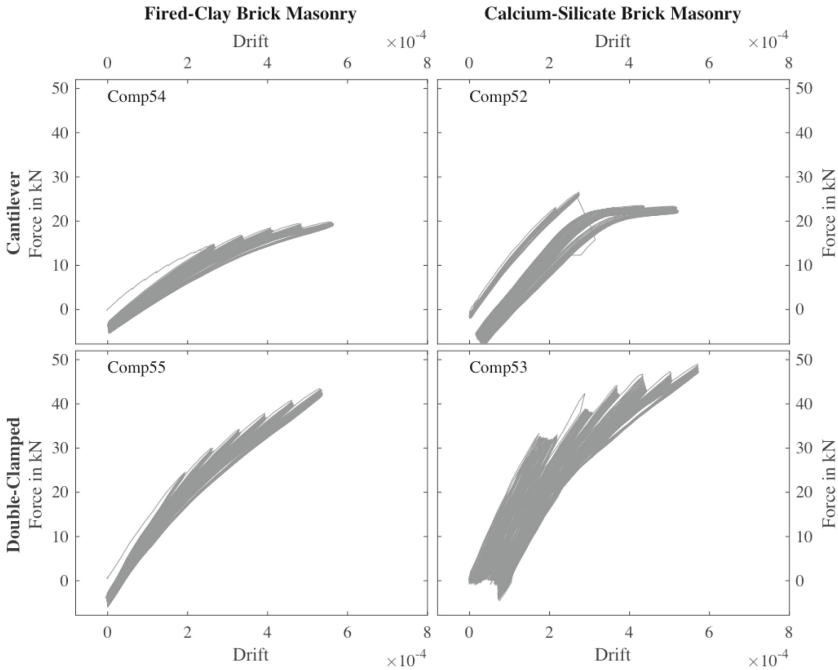 Fired-Clay Brick Masonry
Calcium-Silicate Brick Masonry
Drift
×10-4
Drift
×10-4
0 2 4 6 8
0 2 4 6 8
Cantilever
Force in kN
50
40
30
20
10
0
Comp54
Comp52
50
40
30
20
10
0
Force in kN
Double-Clamped
Force in kN
50
40
30
20
10
0
Comp55
Comp53
50
40
30
20
10
0
Force in kN
0 2 4 6 8
0 2 4 6 8
Drift
×10-4
Drift
×10-4